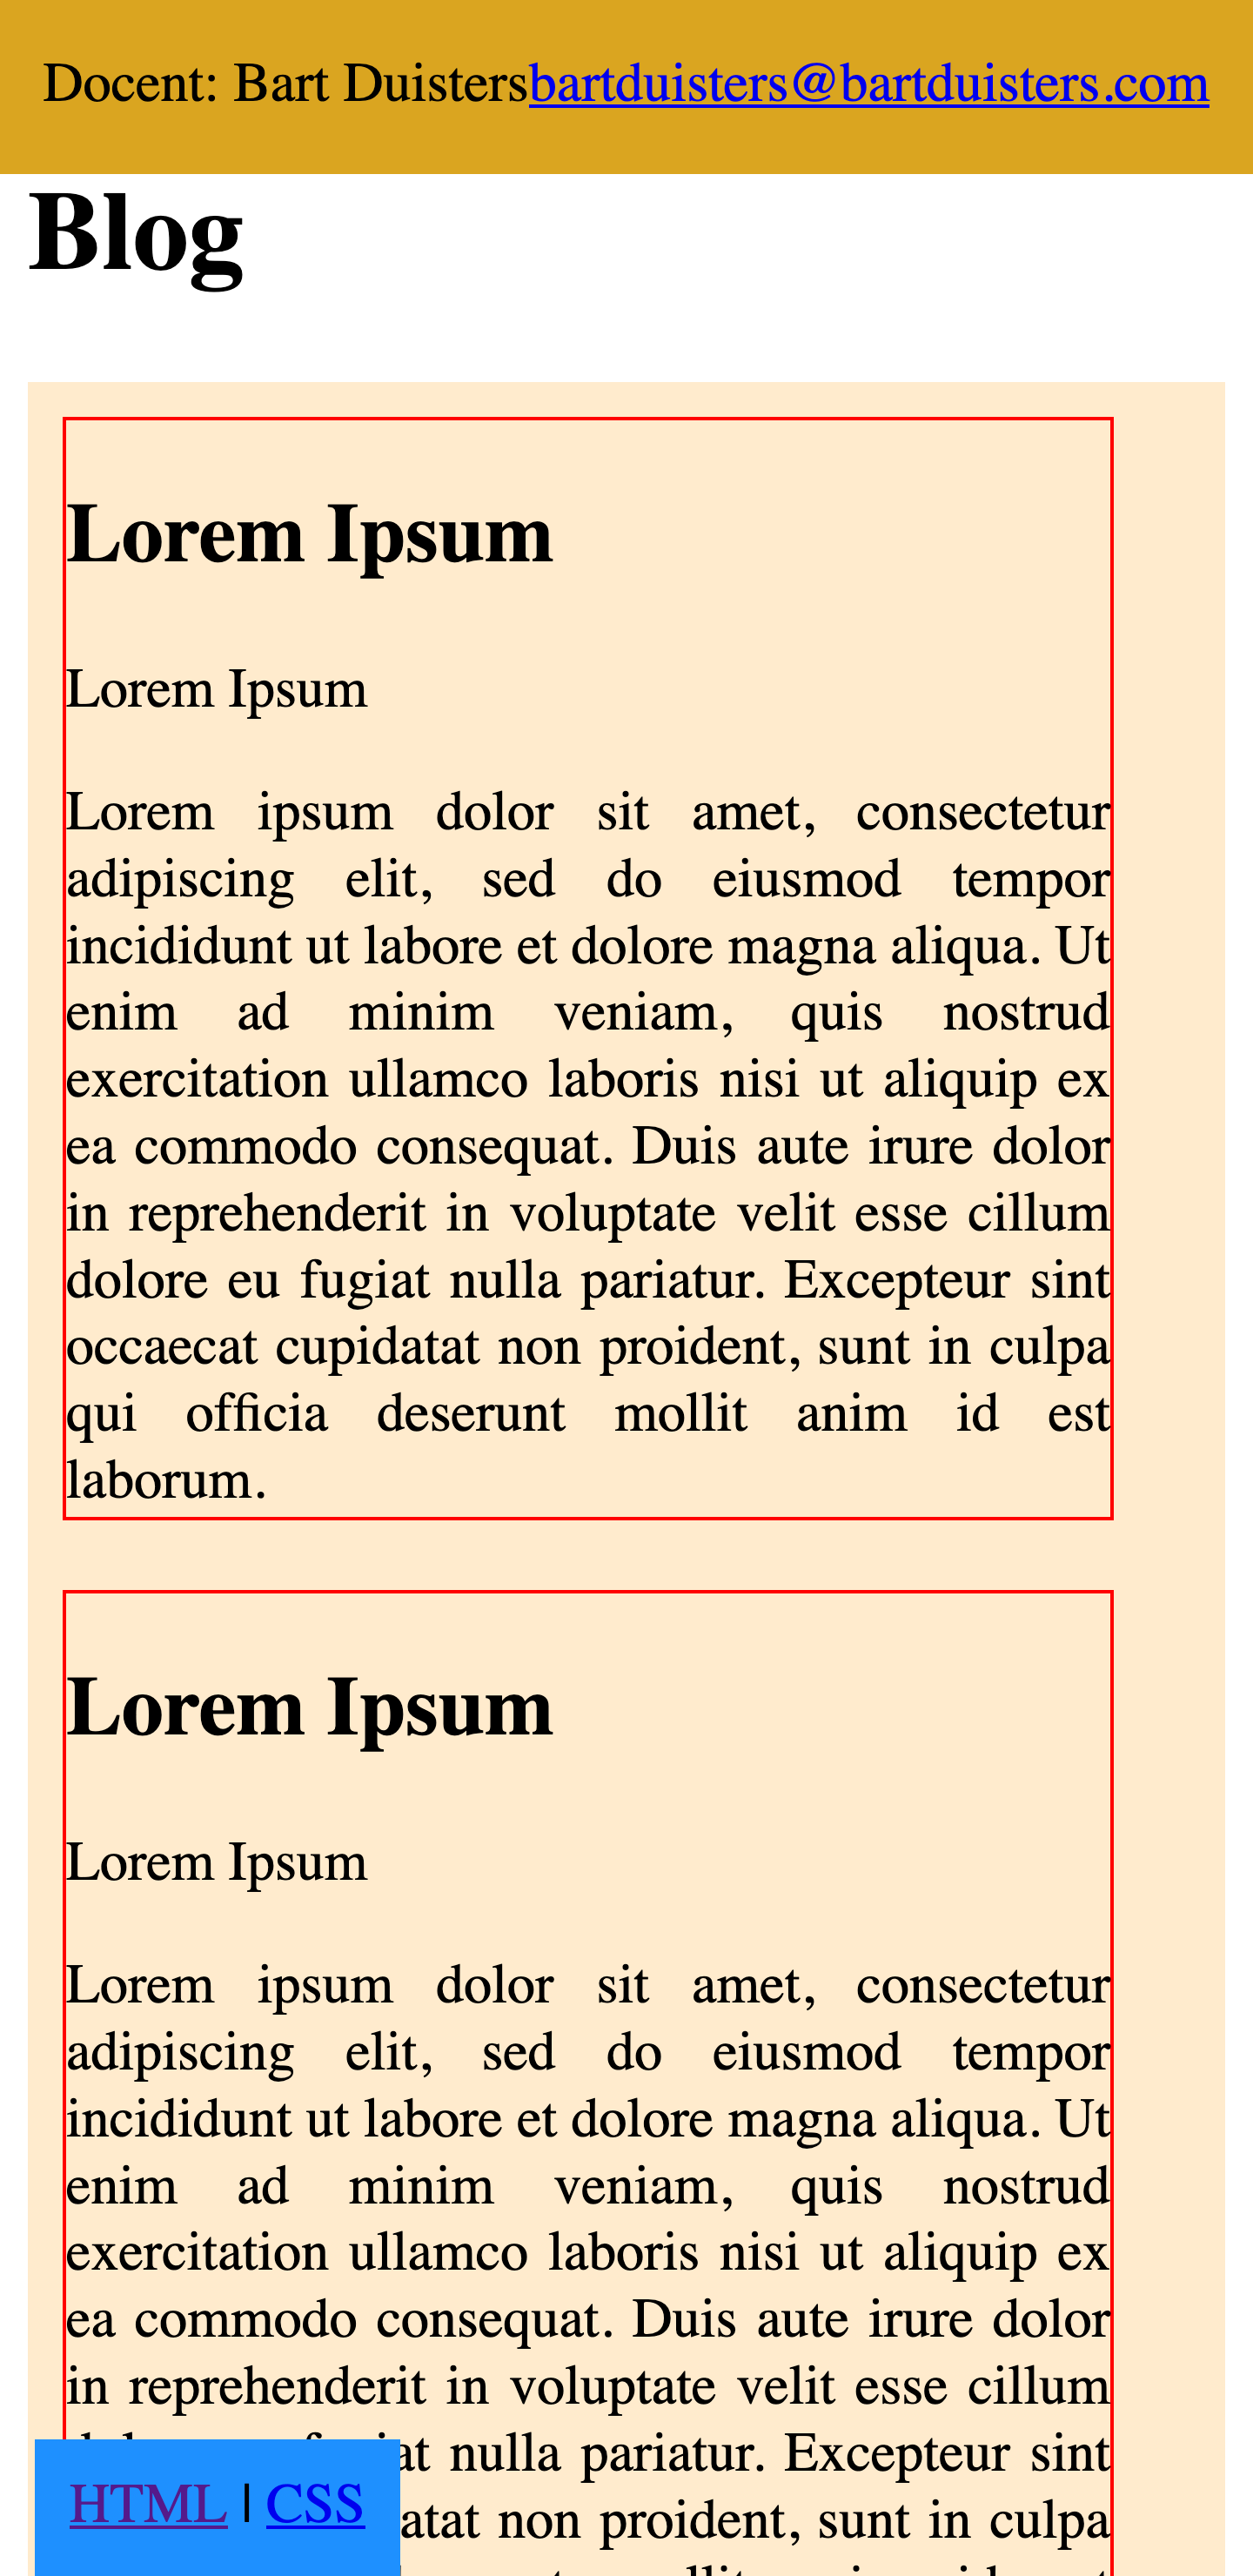 Docent: Bart Duistersbartduisters@bartduisters.com
Blog
Lorem Ipsum
Lorem Ipsum
Lorem ipsum dolor sit amet, consectetur
adipiscing elit, sed do eiusmod tempor
incididunt ut labore et dolore magna aliqua. Ut
enim ad minim veniam, quis nostrud
exercitation ullamco laboris nisi ut aliquip ex
ea commodo consequat. Duis aute irure dolor
in reprehenderit in voluptate velit esse cillum
dolore eu fugiat nulla pariatur. Excepteur sint
occaecat cupidatat non proident, sunt in culpa
qui officia deserunt mollit anim id est
laborum.
Lorem Ipsum
Lorem Ipsum
Lorem ipsum dolor sit amet, consectetur
adipiscing elit, sed do eiusmod tempor
incididunt ut labore et dolore magna aliqua. Ut
enim ad minim veniam, quis nostrud
exercitation ullamco laboris nisi ut aliquip ex
ea commodo consequat. Duis aute irure dolor
in reprehenderit in voluptate velit esse cillum
nulla pariatur. Excepteur sint
non proident, sunt in culpa
HTML | CSS